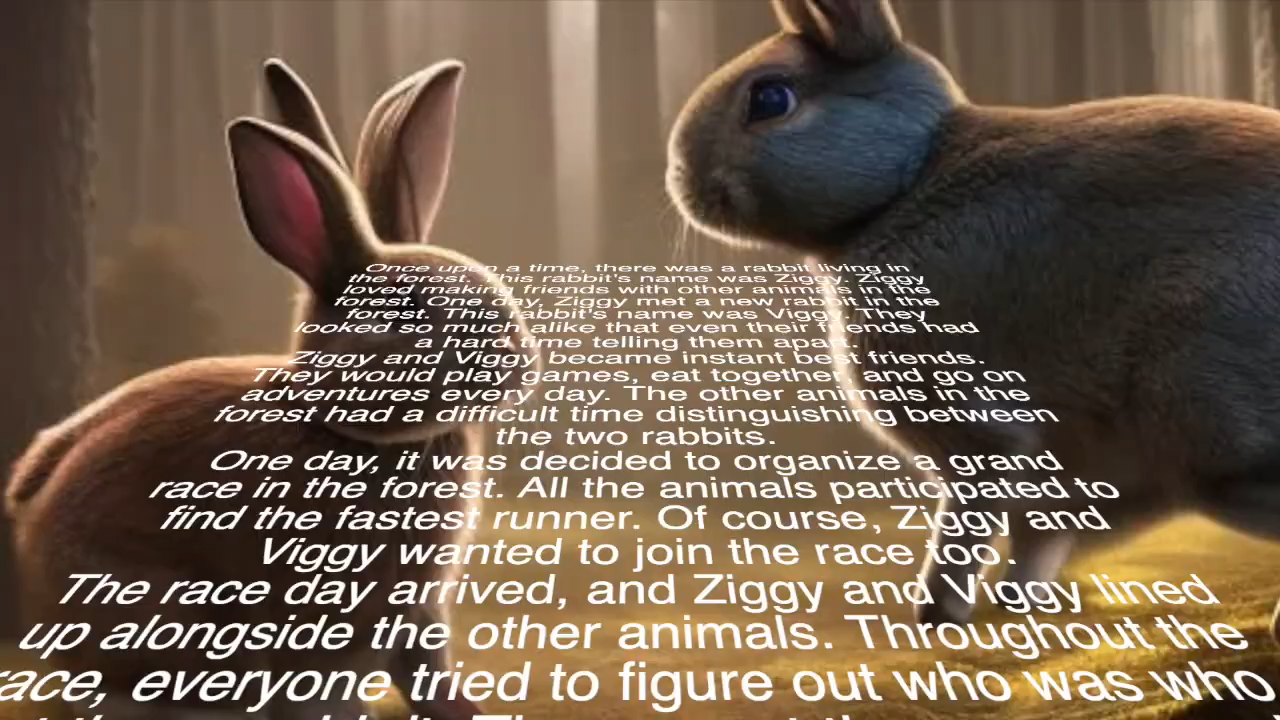 Once upon a time, there was a rabbit living in
the forest. This rabbit's name was Ziggy. Ziggy
loved making friends with other animals in the
forest. One day, Ziggy met a new rabbit in the
forest. This rabbit's name was Viggy. They
looked so much alike that even their friends had
a hard time telling them apart.
Ziggy and Viggy became instant best friends.
They would play games, eat together, and go on
adventures every day. The other animals in the
forest had a difficult time distinguishing between
the two rabbits.
One day, it was decided to organize a grand
race in the forest. All the animals participated to
find the fastest runner. Of course, Ziggy and
Viggy wanted to join the race too.
The race day arrived, and Ziggy and Viggy lined
up alongside the other animals. Throughout the
race, everyone tried to figure out who was who